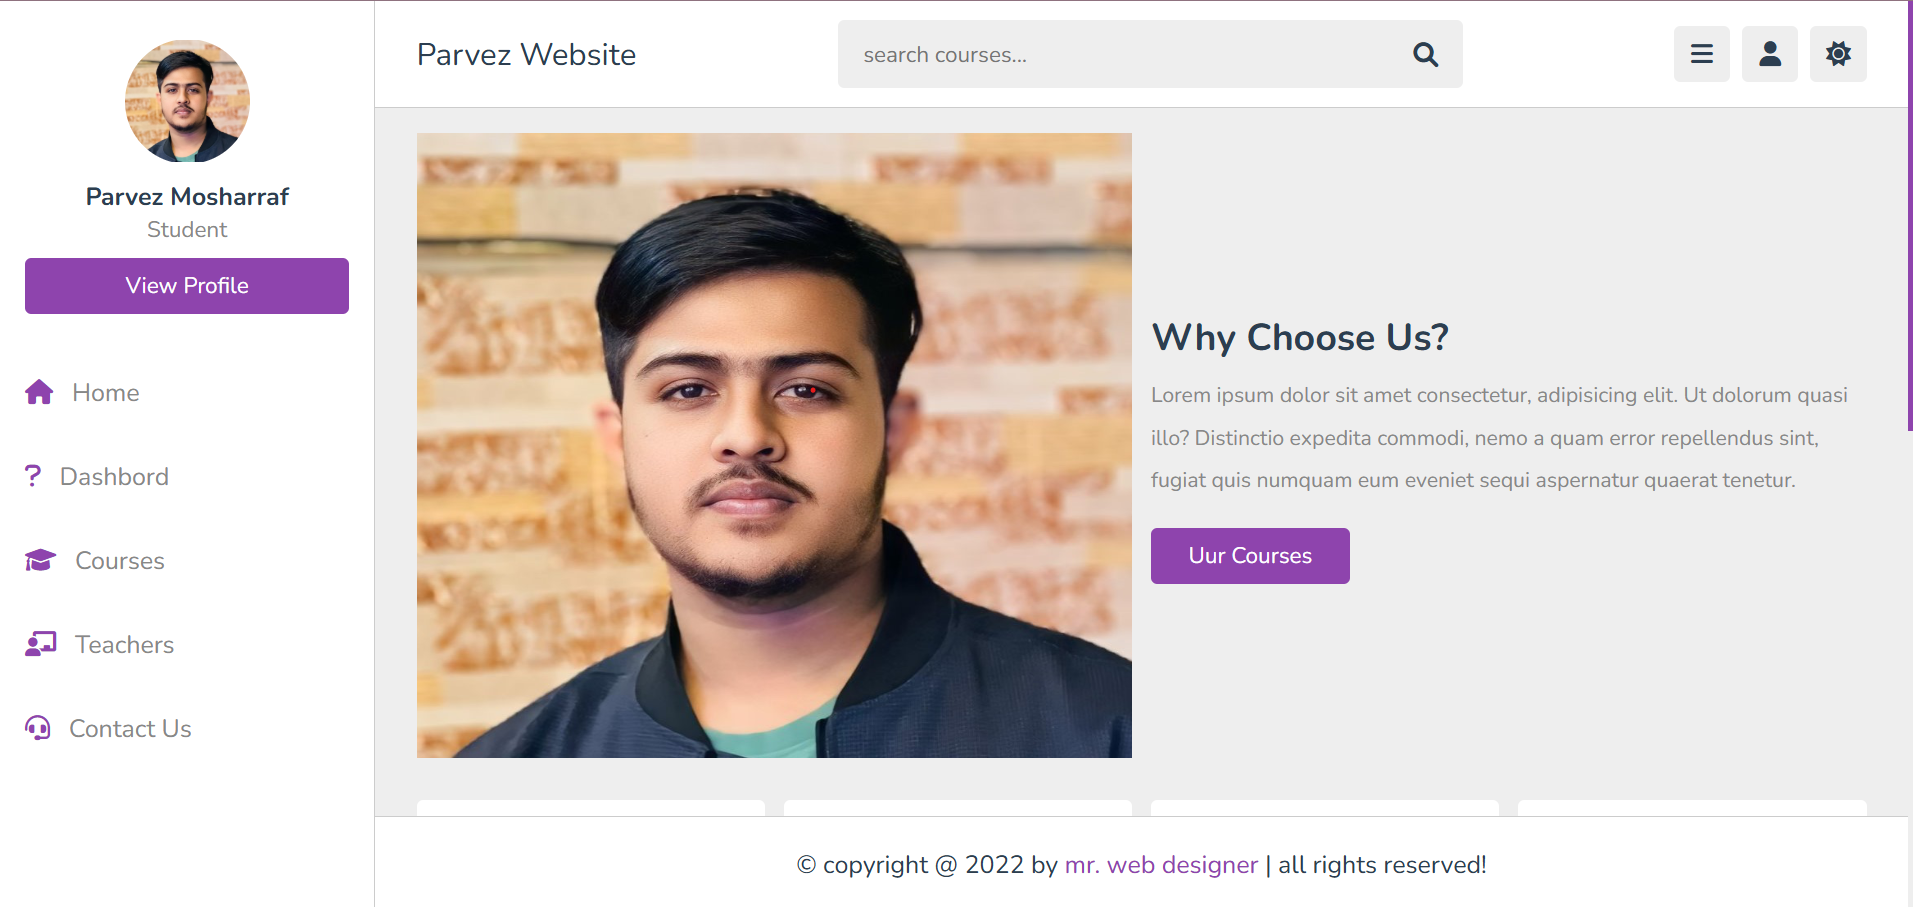 Parvez Mosharraf
Student
View Profile
Home
Dashbord
Courses
Teachers
Contact Us
Parvez Website
search courses...
Why Choose Us?
Lorem ipsum dolor sit amet consectetur, adipisicing elit. Ut dolorum quasi
illo? Distinctio expedita commodi, nemo a quam error repellendus sint,
fugiat quis numquam eum eveniet sequi aspernatur quaerat tenetur.
Uur Courses
© copyright @ 2022 by mr. web designer | all rights reserved!